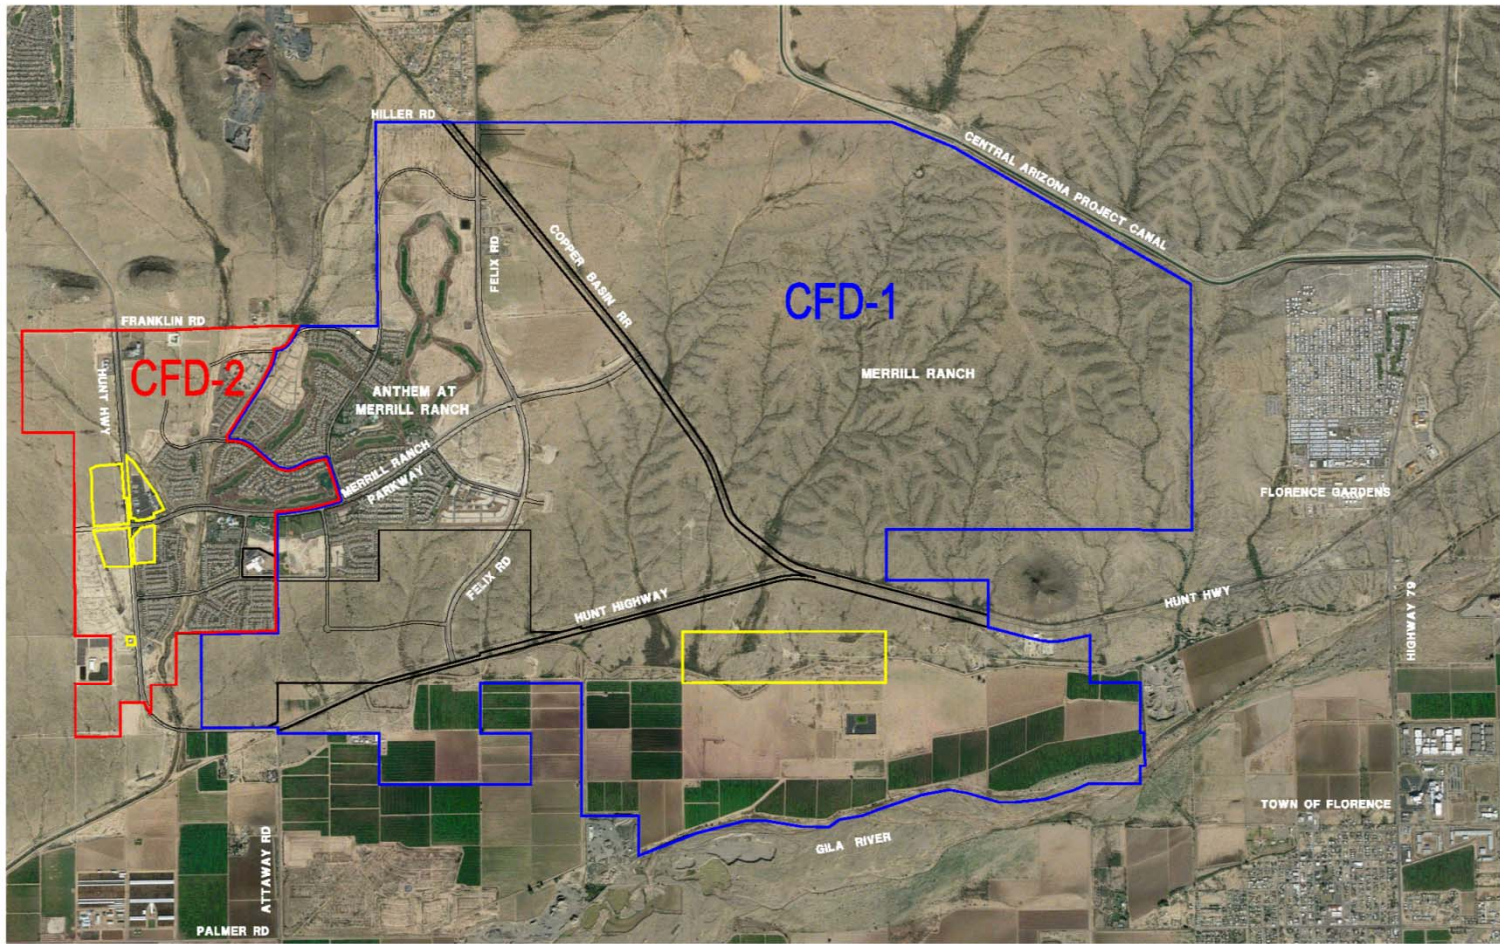 HILLER RD
CENTRAL ARIZONA PROJECT CANAL
COPPER BASIN RR
FELIX RD
CFD-1
FRANKLIN RD
CFD-2
HUNT HWY
ANTHEM AT
MERRILL RANCH
MERRILL RANCH
MERRILL RANCH
PARKWAY
FLORENCE GARDENS
FELIX RD
HUNT HIGHWAY
HUNT HWY
HIGHWAY 79
TOWN OF FLORENCE
GILA RIVER
ATTAWAY RD
PALMER RD